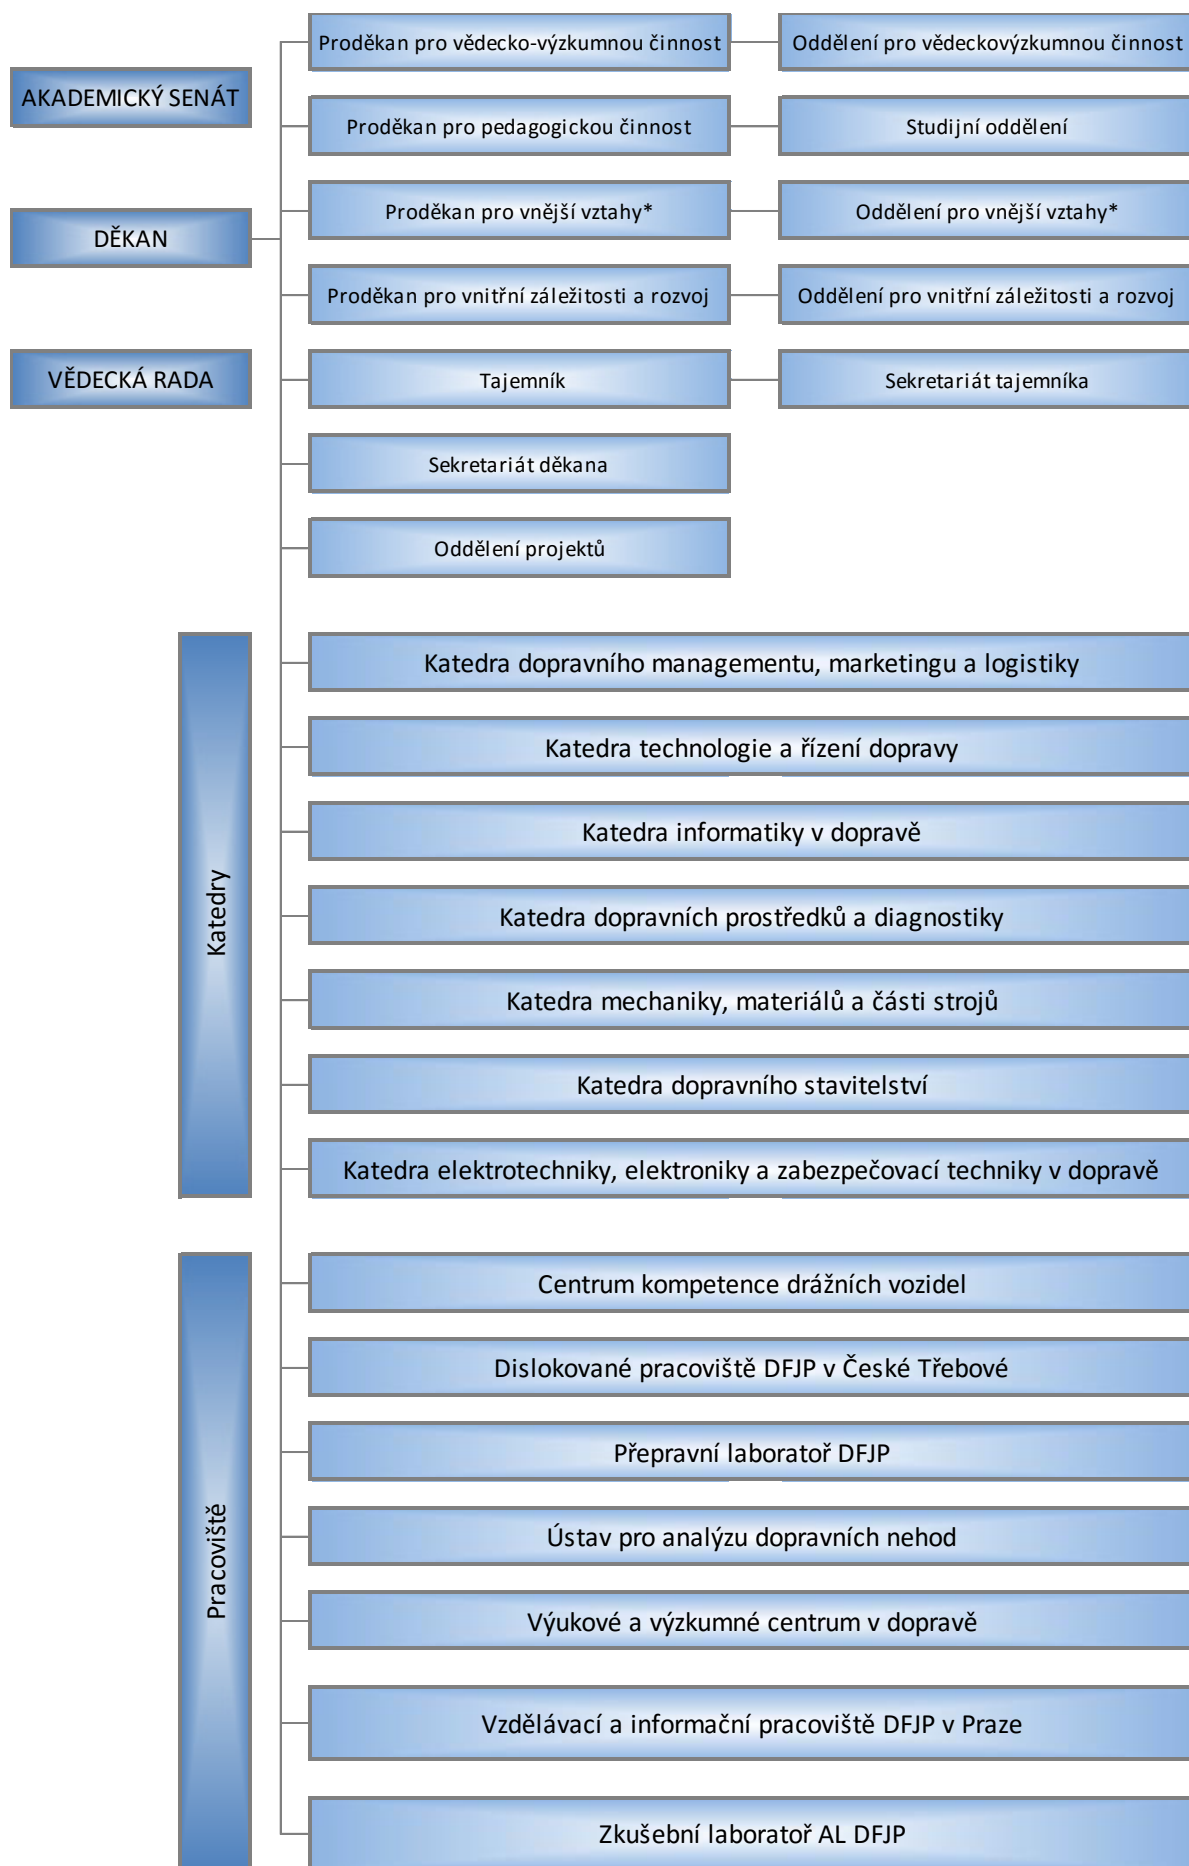 Proděkan pro vědecko-výzkumnou činnost
Oddělení pro vědeckovýzkumnou činnost
AKADEMICKÝ SENÁT
Proděkan pro pedagogickou činnost
Studijní oddělení
Proděkan pro vnější vztahy*
Oddělení pro vnější vztahy*
DĚKAN
Proděkan pro vnitřní záležitosti a rozvoj
Oddělení pro vnitřní záležitosti a rozvoj
VĚDECKÁ RADA
Tajemník
Sekretariát tajemníka
Sekretariát děkana
Oddělení projektů
Katedry
Katedra dopravního managementu, marketingu a logistiky
Katedra technologie a řízení dopravy
Katedra informatiky v dopravě
Katedra dopravních prostředků a diagnostiky
Katedra mechaniky, materiálů a části strojů
Katedra dopravního stavitelství
Katedra elektrotechniky, elektroniky a zabezpečovací techniky v dopravě
Pracoviště
Centrum kompetence drážních vozidel
Dislokované pracoviště DFJP v České Třebové
Přepravní laboratoř DFJP
Ústav pro analýzu dopravních nehod
Výukové a výzkumné centrum v dopravě
Vzdělávací a informační pracoviště DFJP v Praze
Zkušební laboratoř AL DFJP